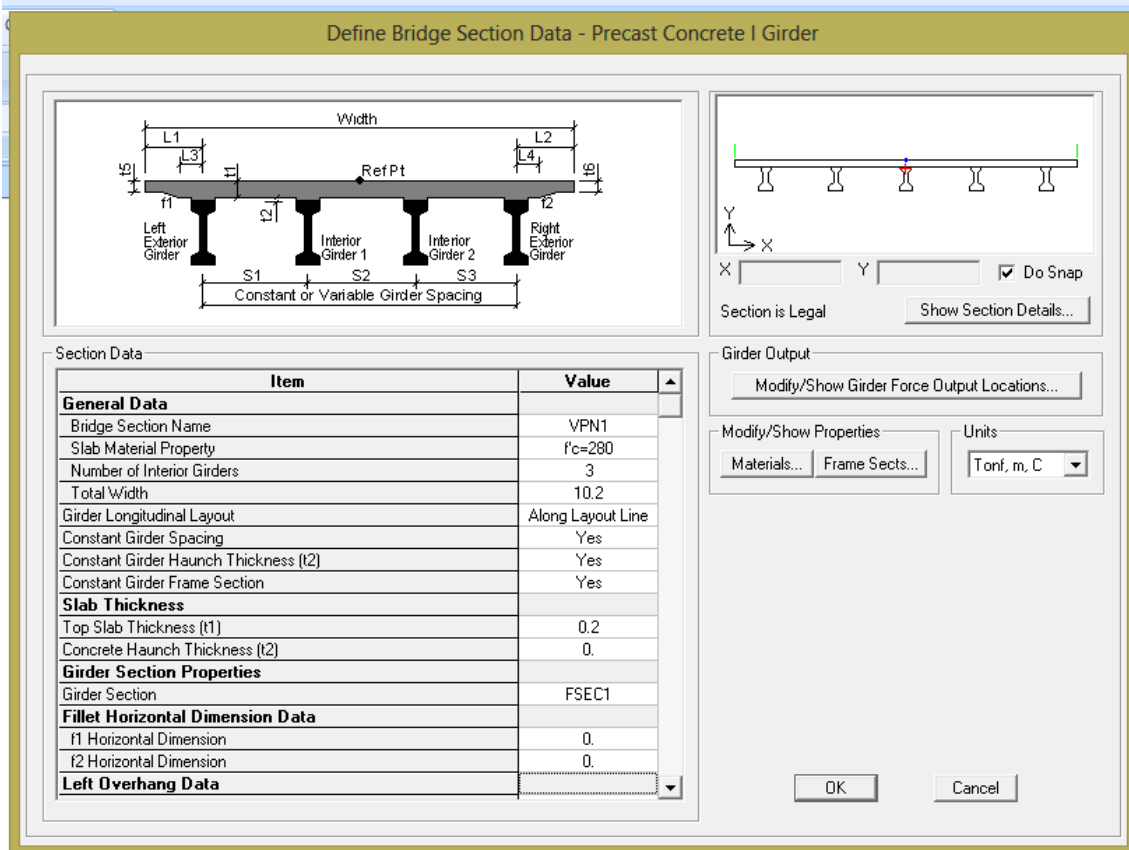 Define Bridge Section Data - Precast Concrete I Girder
Width
L1
L2
L3
L4
t5
t1
Ref Pt
t6
f1
t2
f2
Left
Exterior
Girder
Interior
Girder 1
Interior
Girder 2
Right
Exterior
Girder
S1
S2
S3
Constant or Variable Girder Spacing
Y
X
X
Y
Do Snap
Section is Legal
Show Section Details...
Section Data
Item Value
General Data
Bridge Section Name VPN1
Slab Material Property f'c=280
Number of Interior Girders 3
Total Width 10.2
Girder Longitudinal Layout Along Layout Line
Constant Girder Spacing Yes
Constant Girder Haunch Thickness (t2) Yes
Constant Girder Frame Section Yes
Slab Thickness
Top Slab Thickness (t1) 0.2
Concrete Haunch Thickness (t2) 0.
Girder Section Properties
Girder Section FSEC1
Fillet Horizontal Dimension Data
f1 Horizontal Dimension 0.
f2 Horizontal Dimension 0.
Left Overhang Data
Girder Output
Modify/Show Girder Force Output Locations...
Modify/Show Properties
Materials...
Frame Sects...
Units
Tonf, m, C
OK
Cancel